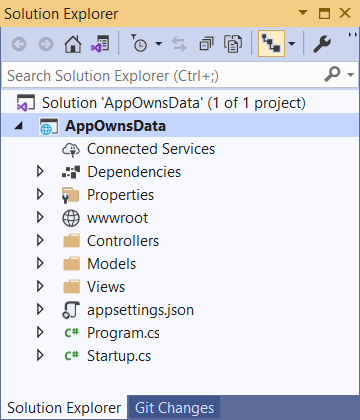 Solution Explorer
Search Solution Explorer (Ctrl+;)
Solution 'AppOwnsData' (1 of 1 project)
AppOwnsData
Connected Services
Dependencies
Properties
wwwroot
Controllers
Models
Views
appsettings.json
C# Program.cs
C# Startup.cs
Solution Explorer Git Changes